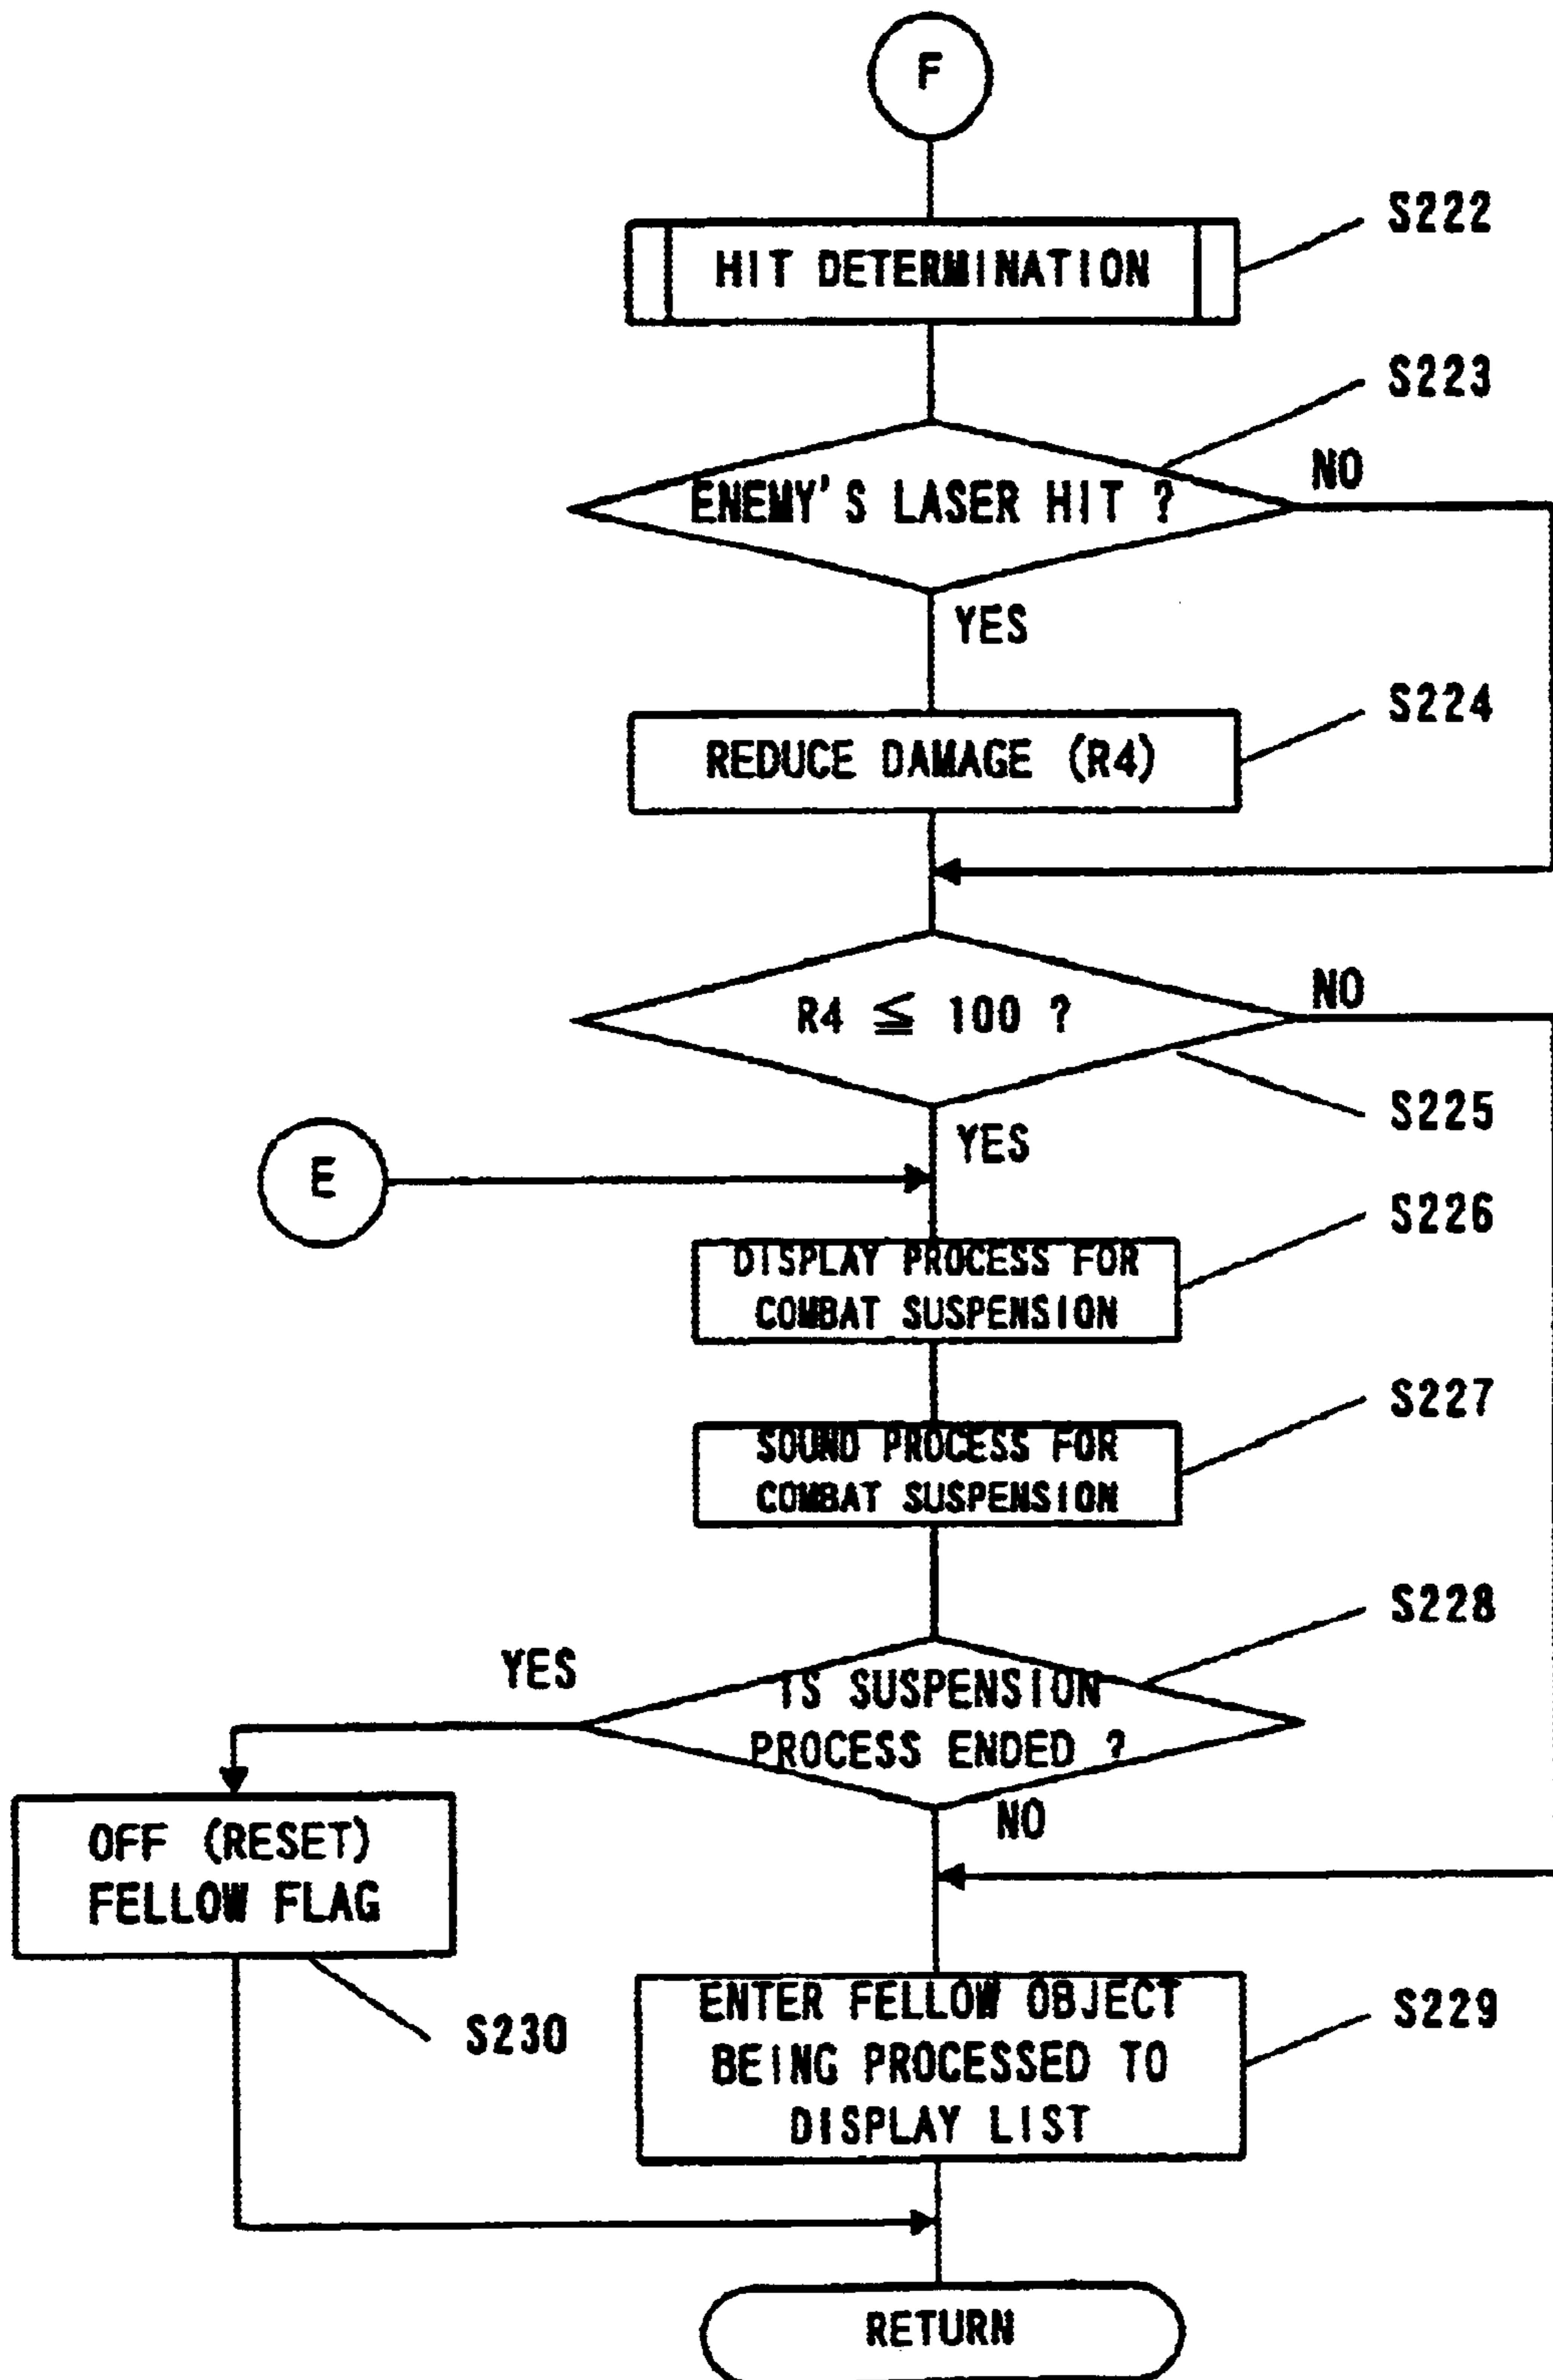 F
HIT DETERMINATION
S222
S223
ENEMY'S LASER HIT ?
NO
YES
S224
REDUCE DAMAGE (R4)
R4 ≦ 100 ?
NO
S225
YES
E
S226
DISPLAY PROCESS FOR
COMBAT SUSPENSION
S227
SOUND PROCESS FOR
COMBAT SUSPENSION
S228
YES
IS SUSPENSION
PROCESS ENDED ?
NO
OFF (RESET)
FELLOW FLAG
S230
ENTER FELLOW OBJECT
BEING PROCESSED TO
DISPLAY LIST
S229
RETURN